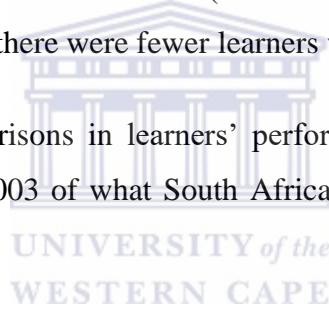 there were fewer learners
risons in learners' perfor
003 of what South Africa
UNIVERSITY of the
WESTERN CAPE